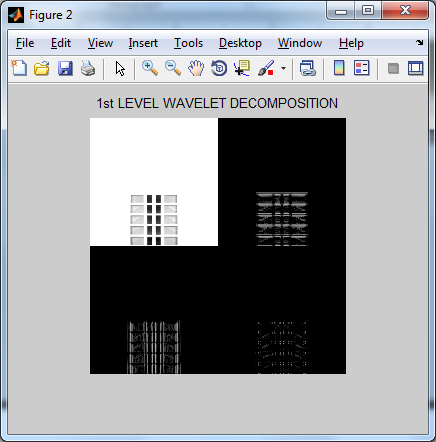 Figure 2
File Edit View Insert Tools Desktop Window Help
1st LEVEL WAVELET DECOMPOSITION